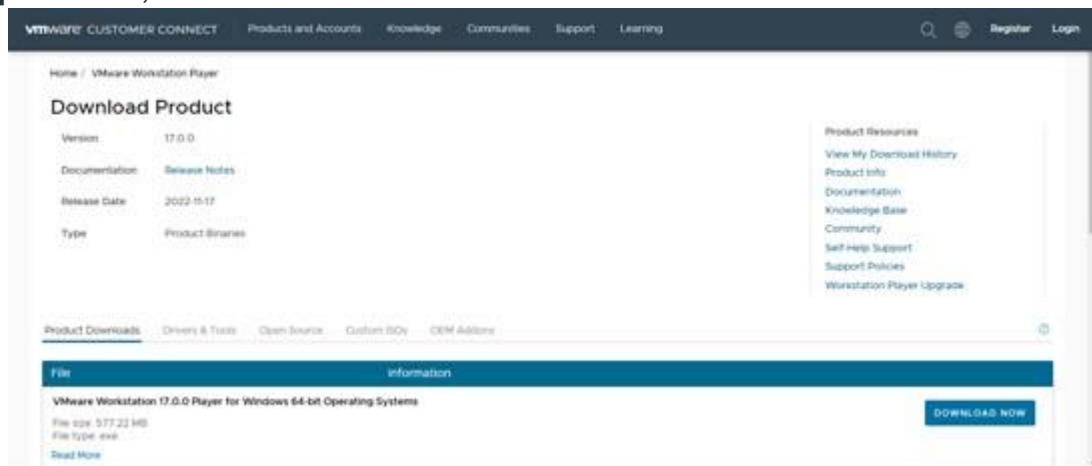 vmware CUSTOMER CONNECT Products and Accounts Knowledge Communities Support Learning Register Login
Home / VMware Workstation Player
Download Product
Version 17.0.0
Documentation Release Notes
Release Date 2022-11-17
Type Product Binaries
Product Resources
View My Download History
Product Info
Documentation
Knowledge Base
Community
Self-Help Support
Support Policies
Workstation Player Upgrade
Product Downloads Drivers & Tools Open Source Custom ISOs OEM Addons
File Information
VMware Workstation 17.0.0 Player for Windows 64-bit Operating Systems
File size: 577.22 MB
File type: exe
Read More
DOWNLOAD NOW